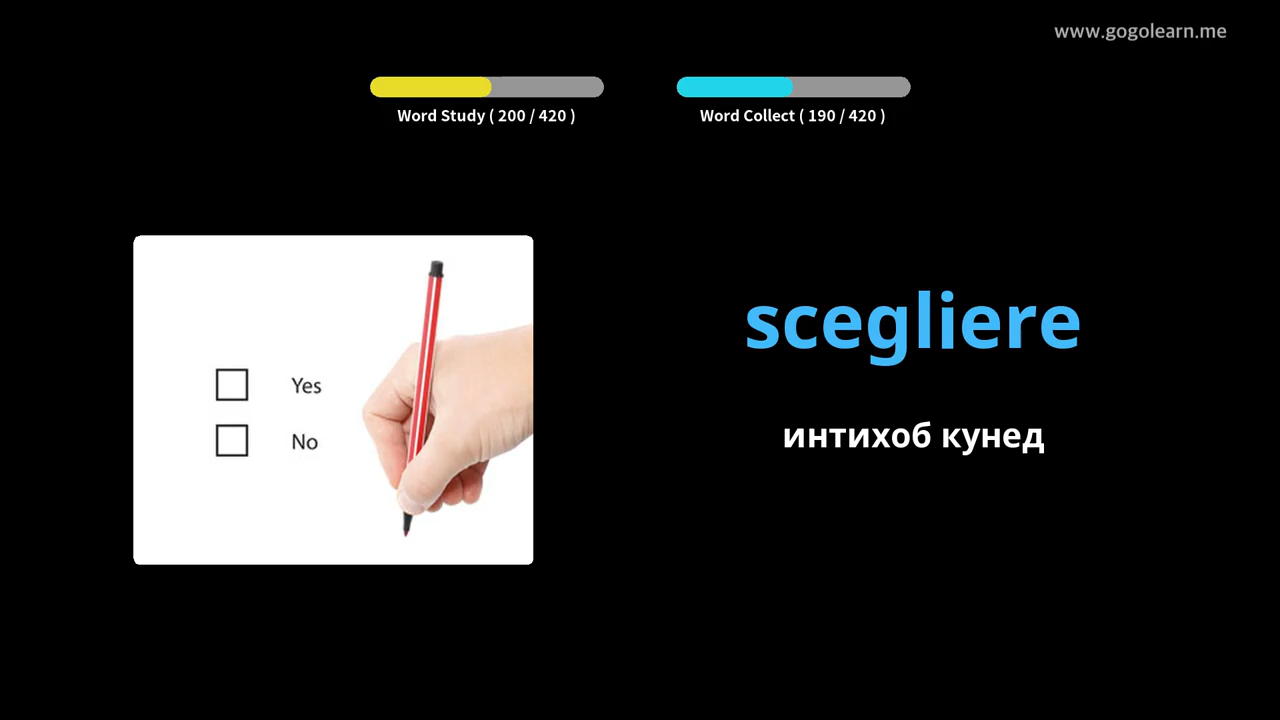 www.gogolearn.me
Word Study ( 200 / 420 )
Word Collect ( 190 / 420 )
Yes
No
scegliere
интихоб кунед